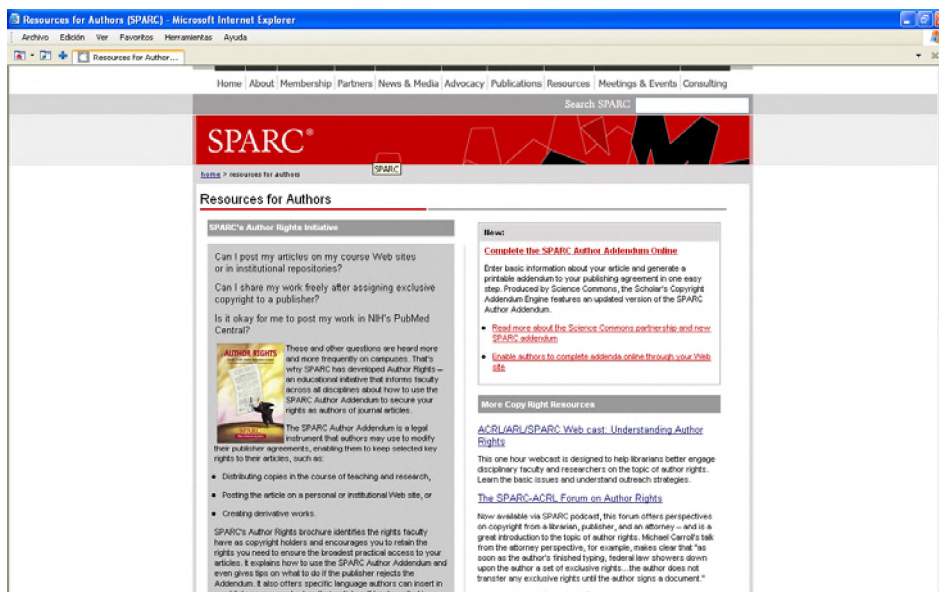 Resources for Authors (SPARC) - Microsoft Internet Explorer
Archivo Edición Ver Favoritos Herramientas Ayuda
Resources for Author...
Home About Membership Partners News & Media Advocacy Publications Resources Meetings & Events Consulting
Search SPARC
SPARC®
SPARC
home > resources for authors
Resources for Authors
SPARC's Author Rights Initiative
Can I post my articles on my course Web sites
or in institutional repositories?
Can I share my work freely after assigning exclusive
copyright to a publisher?
Is it okay for me to post my work in NIH's PubMed
Central?
AUTHOR RIGHTS
SPARC
These and other questions are heard more
and more frequently on campuses. That's
why SPARC has developed Author Rights –
an educational initiative that informs faculty
across all disciplines about how to use the
SPARC Author Addendum to secure your
rights as authors of journal articles.
The SPARC Author Addendum is a legal
instrument that authors may use to modify
their publisher agreements, enabling them to keep selected key
rights to their articles, such as:
• Distributing copies in the course of teaching and research,
• Posting the article on a personal or institutional Web site, or
• Creating derivative works.
SPARC's Author Rights brochure identifies the rights faculty
have as copyright holders and encourages you to retain the
rights you need to ensure the broadest practical access to your
articles. It explains how to use the SPARC Author Addendum and
even gives tips on what to do if the publisher rejects the
Addendum. It also offers specific language authors can insert in
New:
Complete the SPARC Author Addendum Online
Enter basic information about your article and generate a
printable addendum to your publishing agreement in one easy
step. Produced by Science Commons, the Scholar's Copyright
Addendum Engine features an updated version of the SPARC
Author Addendum.
• Read more about the Science Commons partnership and new
SPARC addendum
• Enable authors to complete addenda online through your Web
site
More Copy Right Resources
ACRL/ARL/SPARC Web cast: Understanding Author
Rights
This one hour webcast is designed to help librarians better engage
disciplinary faculty and researchers on the topic of author rights.
Learn the basic issues and understand outreach strategies.
The SPARC-ACRL Forum on Author Rights
Now available via SPARC podcast, this forum offers perspectives
on copyright from a librarian, publisher, and an attorney – and is a
great introduction to the topic of author rights. Michael Carroll's talk
from the attorney perspective, for example, makes clear that "as
soon as the author's finished typing, federal law showers down
upon the author a set of exclusive rights...the author does not
transfer any exclusive rights until the author signs a document."